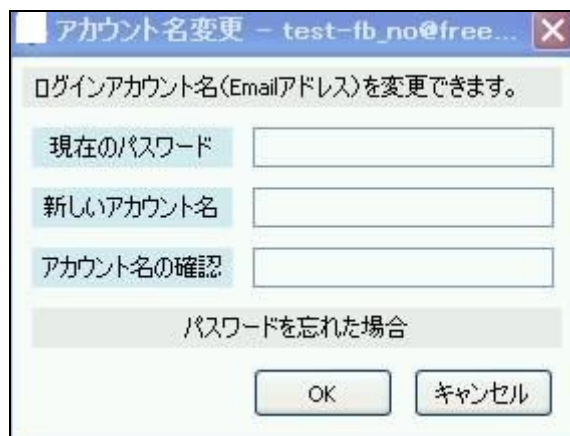 アカウント名変更 - test-fb_no@free...
ログインアカウント名(Emailアドレス)を変更できます。
現在のパスワード
新しいアカウント名
アカウント名の確認
パスワードを忘れた場合
OK キャンセル